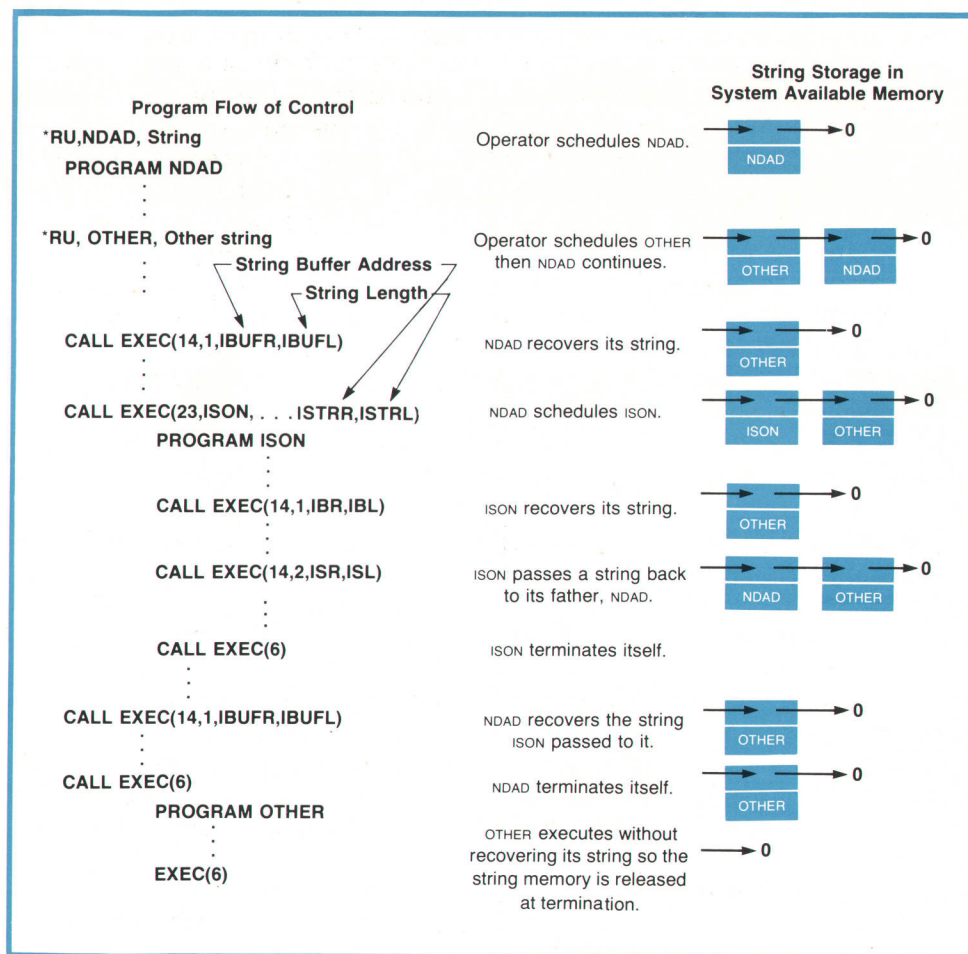 String Storage in
System Available Memory
Program Flow of Control
*RU,NDAD, String
PROGRAM NDAD
Operator schedules NDAD.
0
NDAD
*RU, OTHER, Other string
String Buffer Address
String Length
Operator schedules OTHER
then NDAD continues.
0
OTHER NDAD
CALL EXEC(14,1,IBUFR,IBUFL)
NDAD recovers its string.
0
OTHER
CALL EXEC(23,ISON, . . . ISTRR,ISTRL)
PROGRAM ISON
NDAD schedules ISON.
0
ISON OTHER
CALL EXEC(14,1,IBR,IBL)
ISON recovers its string.
0
OTHER
CALL EXEC(14,2,ISR,ISL)
ISON passes a string back
to its father, NDAD.
0
NDAD OTHER
CALL EXEC(6)
ISON terminates itself.
CALL EXEC(14,1,IBUFR,IBUFL)
NDAD recovers the string
ISON passed to it.
0
OTHER
CALL EXEC(6)
NDAD terminates itself.
0
OTHER
PROGRAM OTHER
EXEC(6)
OTHER executes without
recovering its string so the
string memory is released
at termination.
0